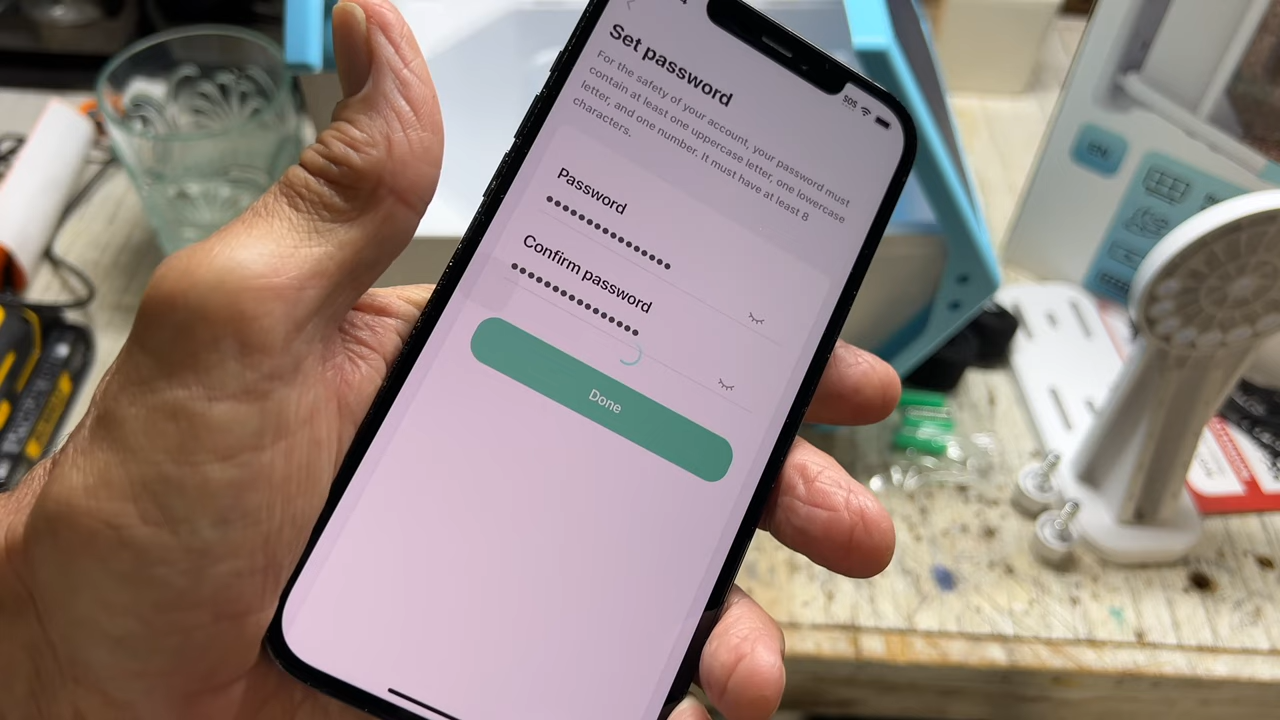 SOS
Set password
For the safety of your account, your password must
contain at least one uppercase letter, one lowercase
letter, and one number. It must have at least 8
characters.
Password
••••••••••••••
Confirm password
••••••••••••••
Done